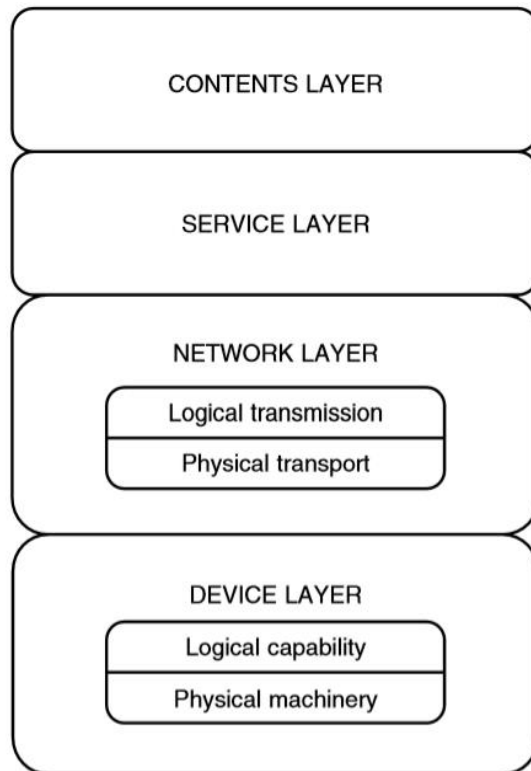 CONTENTS LAYER
SERVICE LAYER
NETWORK LAYER
Logical transmission
Physical transport
DEVICE LAYER
Logical capability
Physical machinery